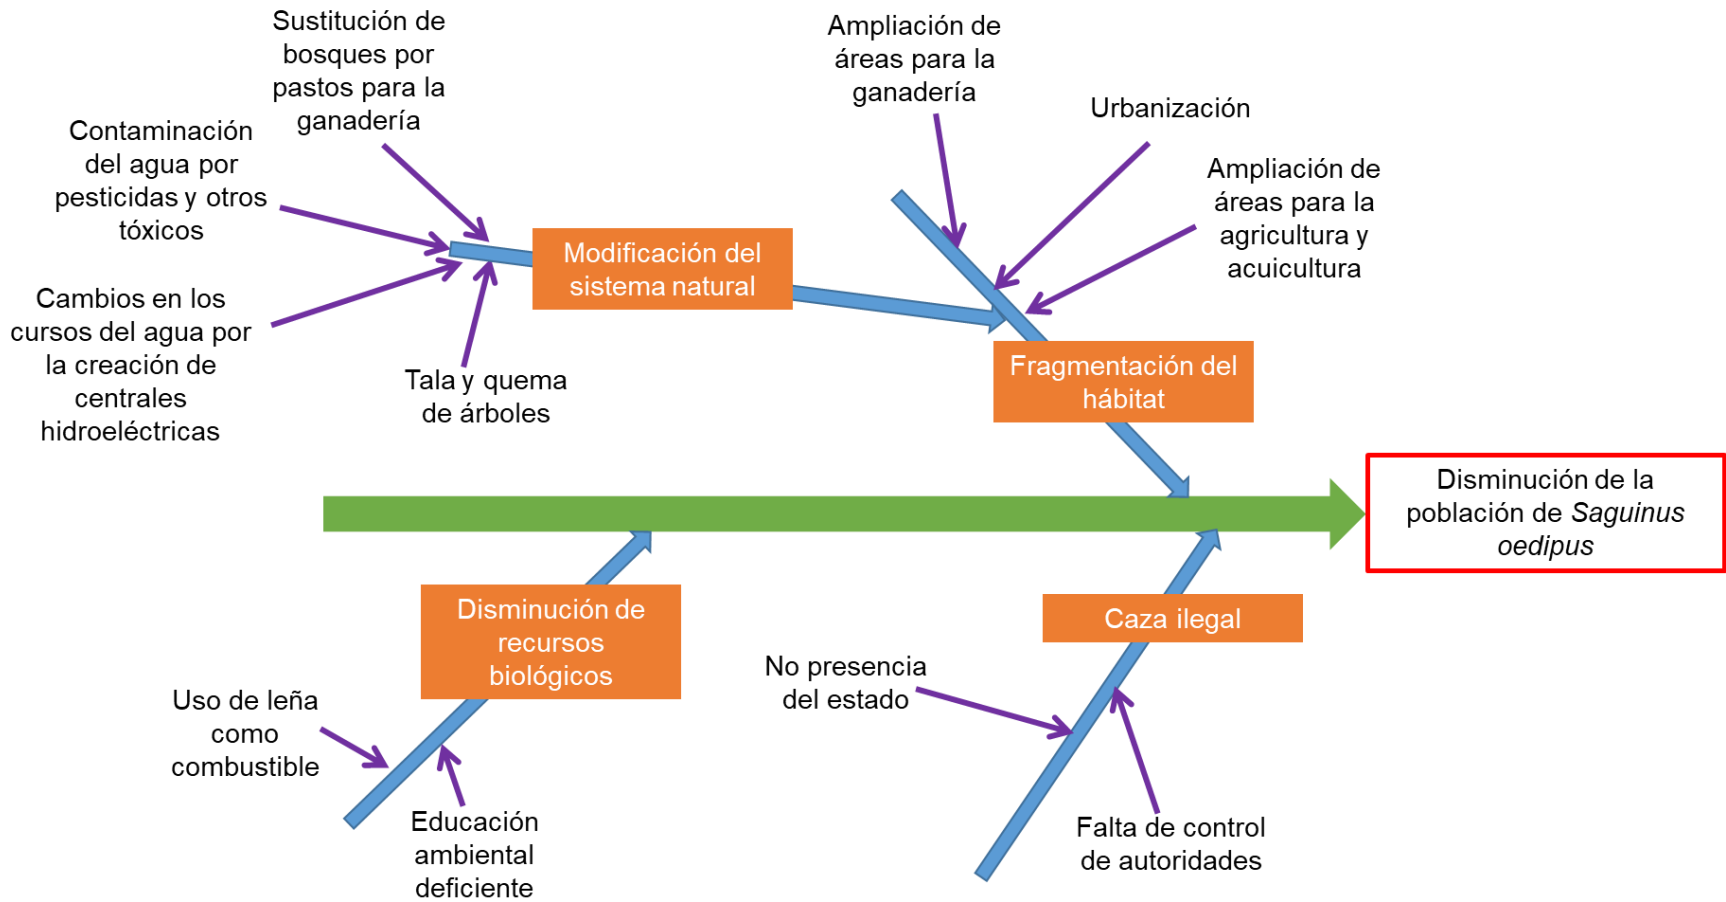 Sustitución de
bosques por
pastos para la
ganadería
Contaminación
del agua por
pesticidas y otros
tóxicos
Cambios en los
cursos del agua por
la creación de
centrales
hidroeléctricas
Tala y quema
de árboles
Modificación del
sistema natural
Ampliación de
áreas para la
ganadería
Urbanización
Ampliación de
áreas para la
agricultura y
acuicultura
Fragmentación del
hábitat
Disminución de la
población de Saguinus
oedipus
Disminución de
recursos
biológicos
Uso de leña
como
combustible
Educación
ambiental
deficiente
Caza ilegal
No presencia
del estado
Falta de control
de autoridades